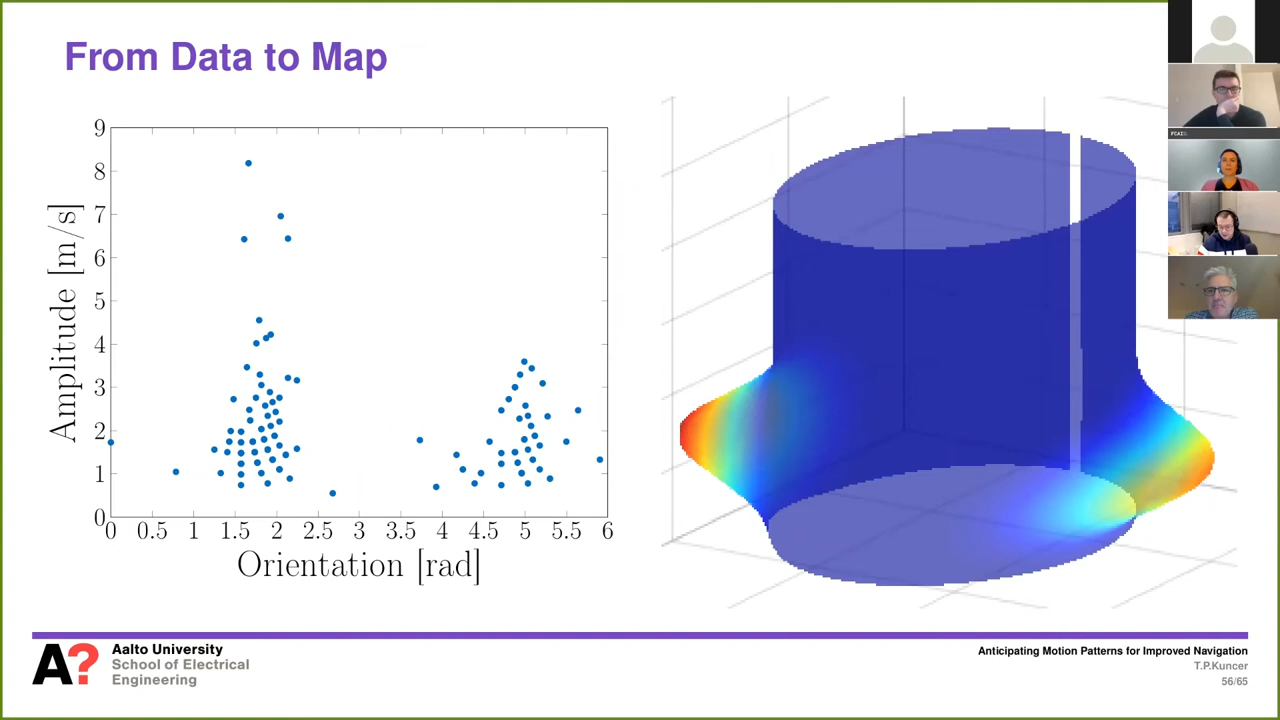 From Data to Map
Amplitude [m/s]
9
8
7
6
5
4
3
2
1
0
0 0.5 1 1.5 2 2.5 3 3.5 4 4.5 5 5.5 6
Orientation [rad]
FCAI
A?
Aalto University
School of Electrical
Engineering
Anticipating Motion Patterns for Improved Navigation
T.P.Kuncer
56/65